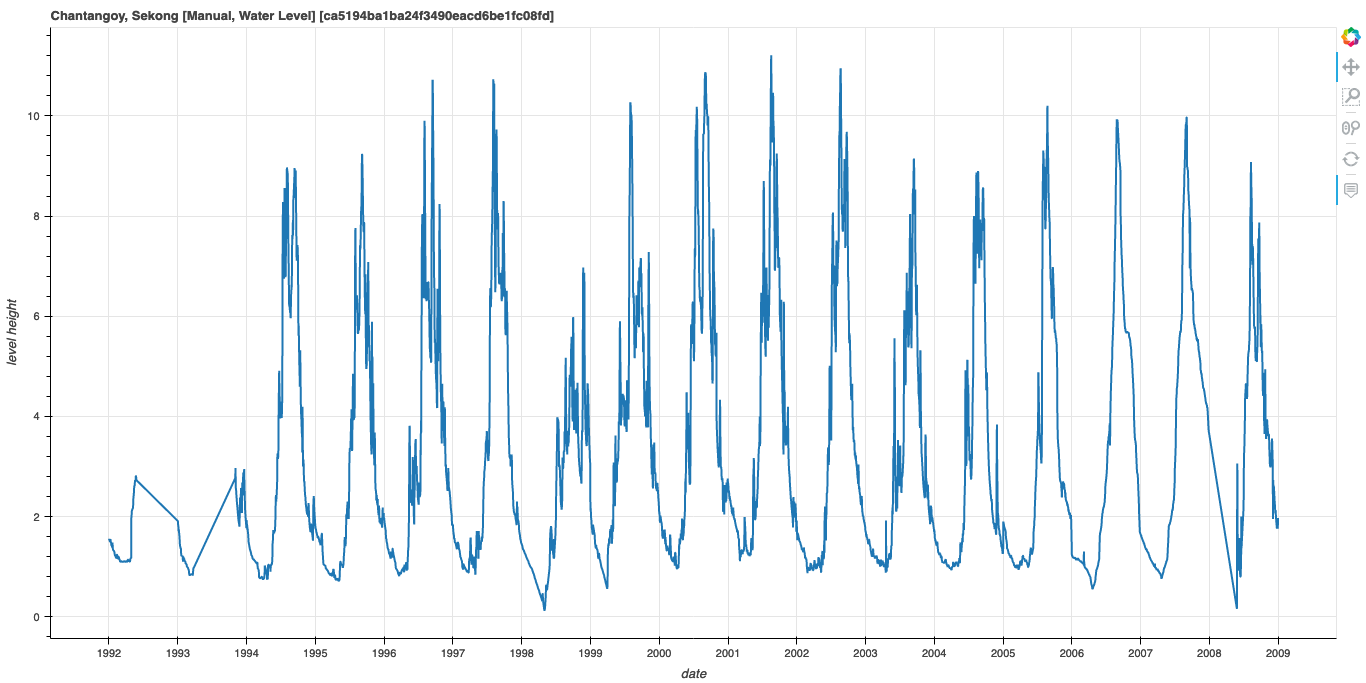 Chantangoy, Sekong [Manual, Water Level] [ca5194ba1ba24f3490eacd6be1fc08fd]
level height
10
8
6
4
2
0
1992 1993 1994 1995 1996 1997 1998 1999 2000 2001 2002 2003 2004 2005 2006 2007 2008 2009
date